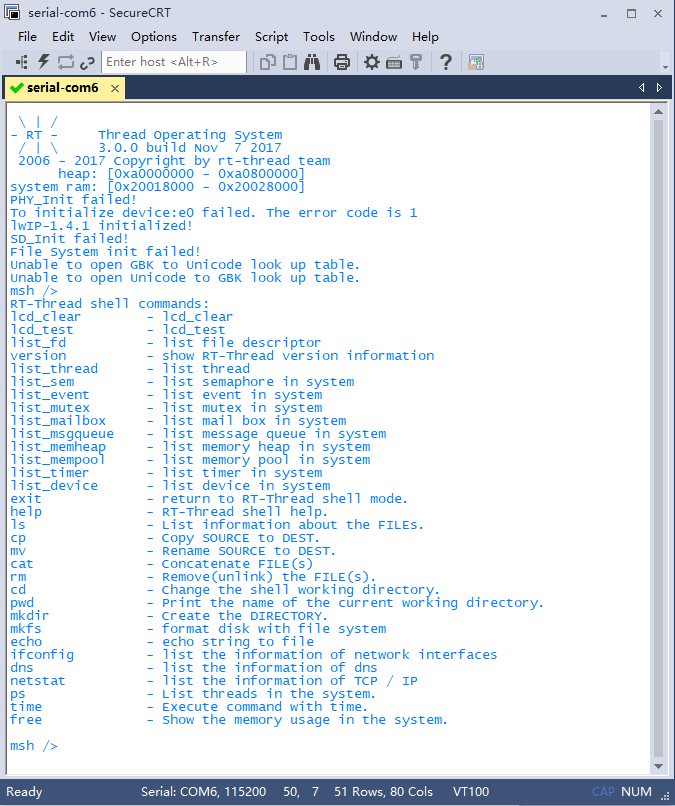 serial-com6 - SecureCRT
File Edit View Options Transfer Script Tools Window Help
Enter host <Alt+R>
serial-com6
\ | /
- RT -     Thread Operating System
/ | \     3.0.0 build Nov  7 2017
2006 - 2017 Copyright by rt-thread team
heap: [0xa0000000 - 0xa0800000]
system ram: [0x20018000 - 0x20028000]
PHY_Init failed!
To initialize device:e0 failed. The error code is 1
lwIP-1.4.1 initialized!
SD_Init failed!
File System init failed!
Unable to open GBK to Unicode look up table.
Unable to open Unicode to GBK look up table.
msh />
RT-Thread shell commands:
lcd_clear        - lcd_clear
lcd_test         - lcd_test
list_fd          - list file descriptor
version          - show RT-Thread version information
list_thread      - list thread
list_sem         - list semaphore in system
list_event       - list event in system
list_mutex       - list mutex in system
list_mailbox     - list mail box in system
list_msgqueue    - list message queue in system
list_memheap     - list memory heap in system
list_mempool     - list memory pool in system
list_timer       - list timer in system
list_device      - list device in system
exit             - return to RT-Thread shell mode.
help             - RT-Thread shell help.
ls               - List information about the FILEs.
cp               - Copy SOURCE to DEST.
mv               - Rename SOURCE to DEST.
cat              - Concatenate FILE(s)
rm               - Remove(unlink) the FILE(s).
cd               - Change the shell working directory.
pwd              - Print the name of the current working directory.
mkdir            - Create the DIRECTORY.
mkfs             - format disk with file system
echo             - echo string to file
ifconfig         - list the information of network interfaces
dns              - list the information of dns
netstat          - list the information of TCP / IP
ps               - List threads in the system.
time             - Execute command with time.
free             - Show the memory usage in the system.
msh />
Ready Serial: COM6, 115200 50, 7 51 Rows, 80 Cols VT100 CAP NUM